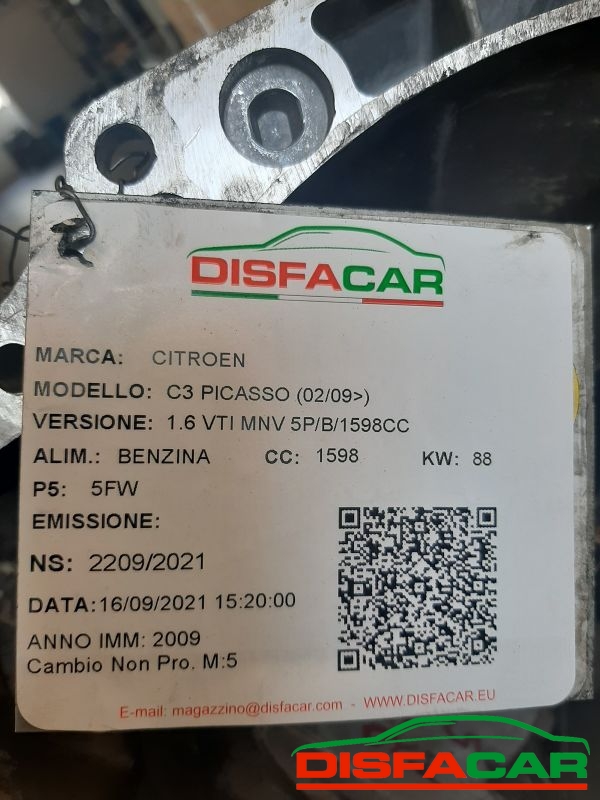 DISFACAR
MARCA: CITROEN
MODELLO: C3 PICASSO (02/09>)
VERSIONE: 1.6 VTI MNV 5P/B/1598CC
ALIM.: BENZINA CC: 1598 KW: 88
P5: 5FW
EMISSIONE:
NS: 2209/2021
DATA:16/09/2021 15:20:00
ANNO IMM: 2009
Cambio Non Pro. M:5
E-mail: magazzino@disfacar.com - WWW.DISFACAR.EU
DISFACAR